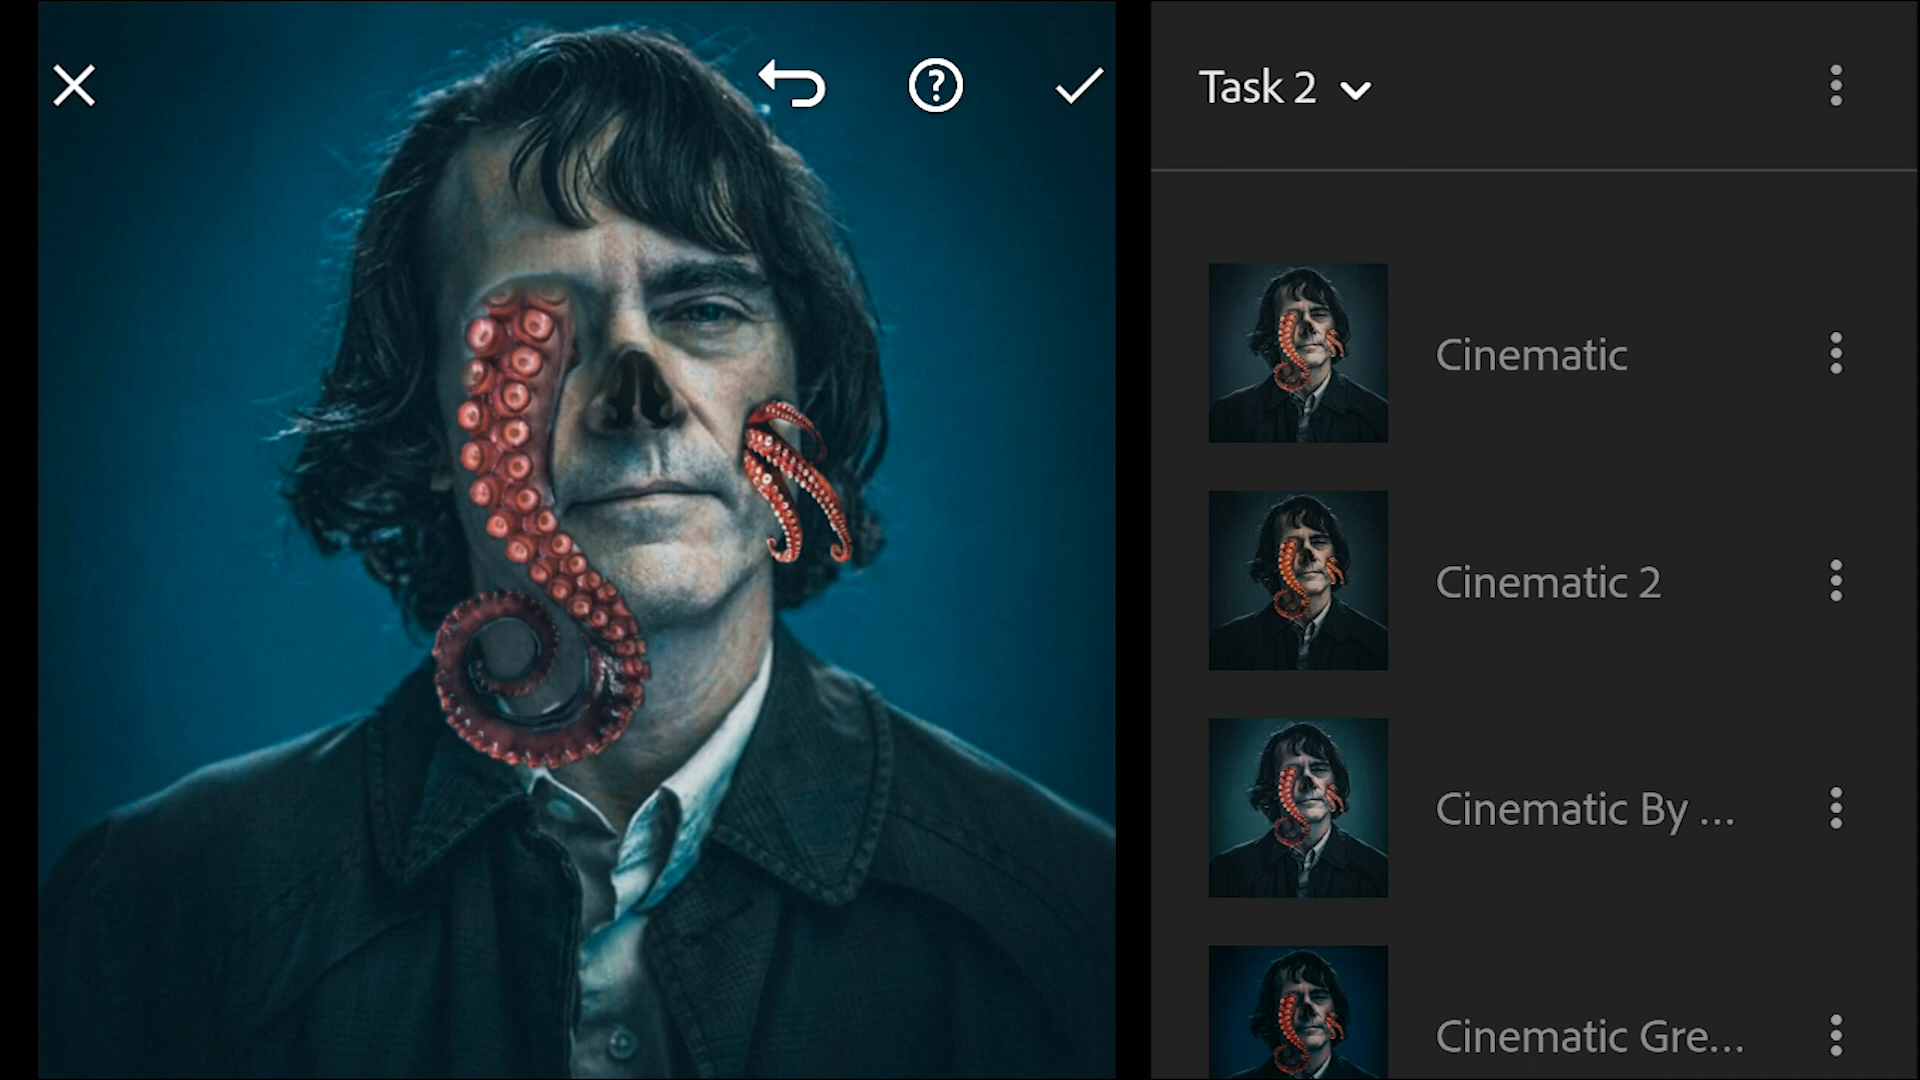 Task 2
Cinematic
Cinematic 2
Cinematic By ...
Cinematic Gre...